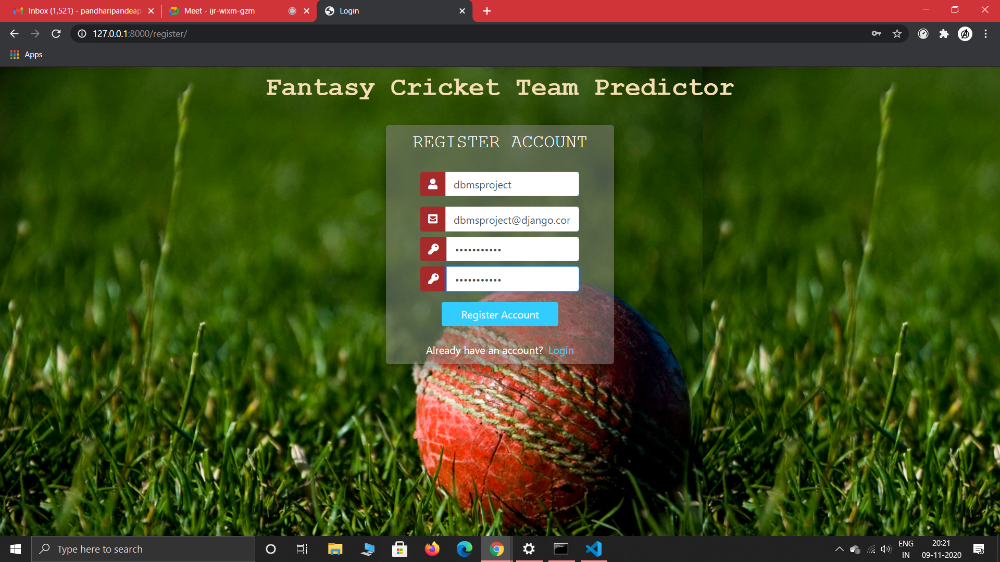 Inbox (1,521) - pandharipandeap
Meet - ijr-wixm-gzm
Login
127.0.0.1:8000/register/
Apps
Fantasy Cricket Team Predictor
REGISTER ACCOUNT
dbmsproject
dbmsproject@django.cor
•••••••••••
•••••••••••
Register Account
Already have an account? Login
Type here to search
ENG
IN
20:21
09-11-2020